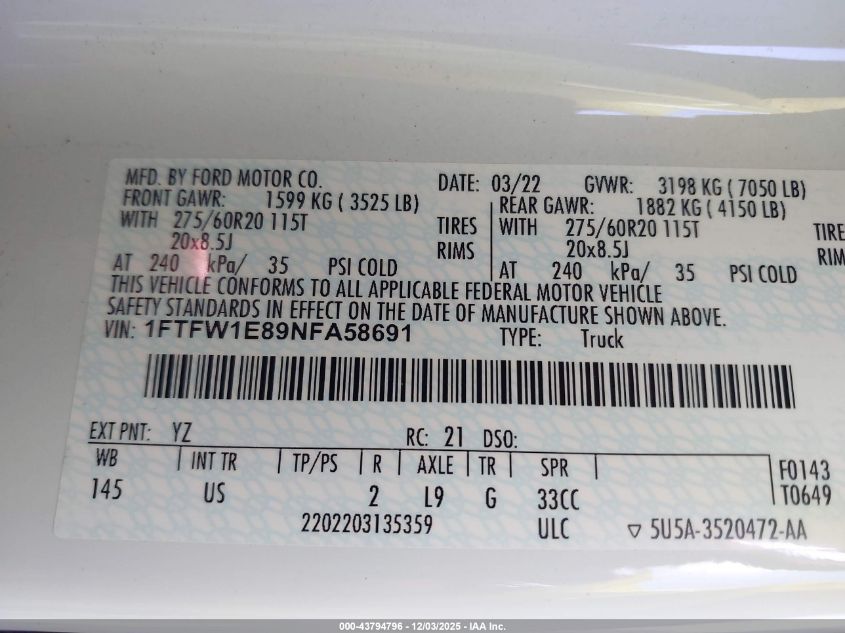 MFD. BY FORD MOTOR CO. DATE: 03/22 GVWR: 3198 KG ( 7050 LB)
FRONT GAWR: 1599 KG ( 3525 LB) REAR GAWR: 1882 KG ( 4150 LB)
WITH 275/60R20 115T TIRES WITH 275/60R20 115T TIRE
20x8.5J RIMS 20x8.5J RIM
AT 240 kPa/ 35 PSI COLD AT 240 kPa/ 35 PSI COLD
THIS VEHICLE CONFORMS TO ALL APPLICABLE FEDERAL MOTOR VEHICLE
SAFETY STANDARDS IN EFFECT ON THE DATE OF MANUFACTURE SHOWN ABOVE.
VIN: 1FTFW1E89NFA58691 TYPE: Truck
EXT PNT: YZ RC: 21 DSO:
WB INT TR TP/PS R AXLE TR SPR F0143
145 US 2 L9 G 33CC T0649
2202203135359 ULC ▽ 5U5A-3520472-AA
000-43794796 - 12/03/2025 - IAA Inc.